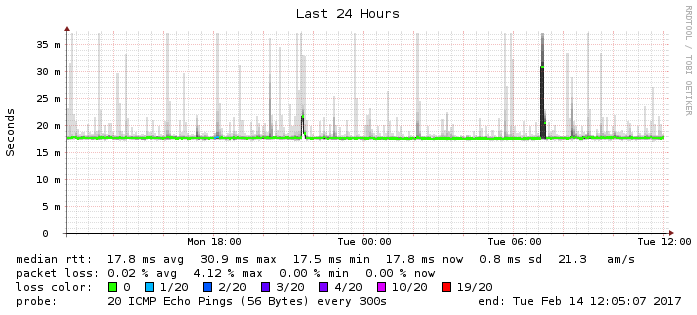 Last 24 Hours
RRDTOOL / TOBI OETIKER
Seconds
35 m
30 m
25 m
20 m
15 m
10 m
5 m
0
Mon 18:00 Tue 00:00 Tue 06:00 Tue 12:00
median rtt: 17.8 ms avg 30.9 ms max 17.5 ms min 17.8 ms now 0.8 ms sd 21.3 am/s
packet loss: 0.02 % avg 4.12 % max 0.00 % min 0.00 % now
loss color: 0 1/20 2/20 3/20 4/20 10/20 19/20
probe: 20 ICMP Echo Pings (56 Bytes) every 300s end: Tue Feb 14 12:05:07 2017